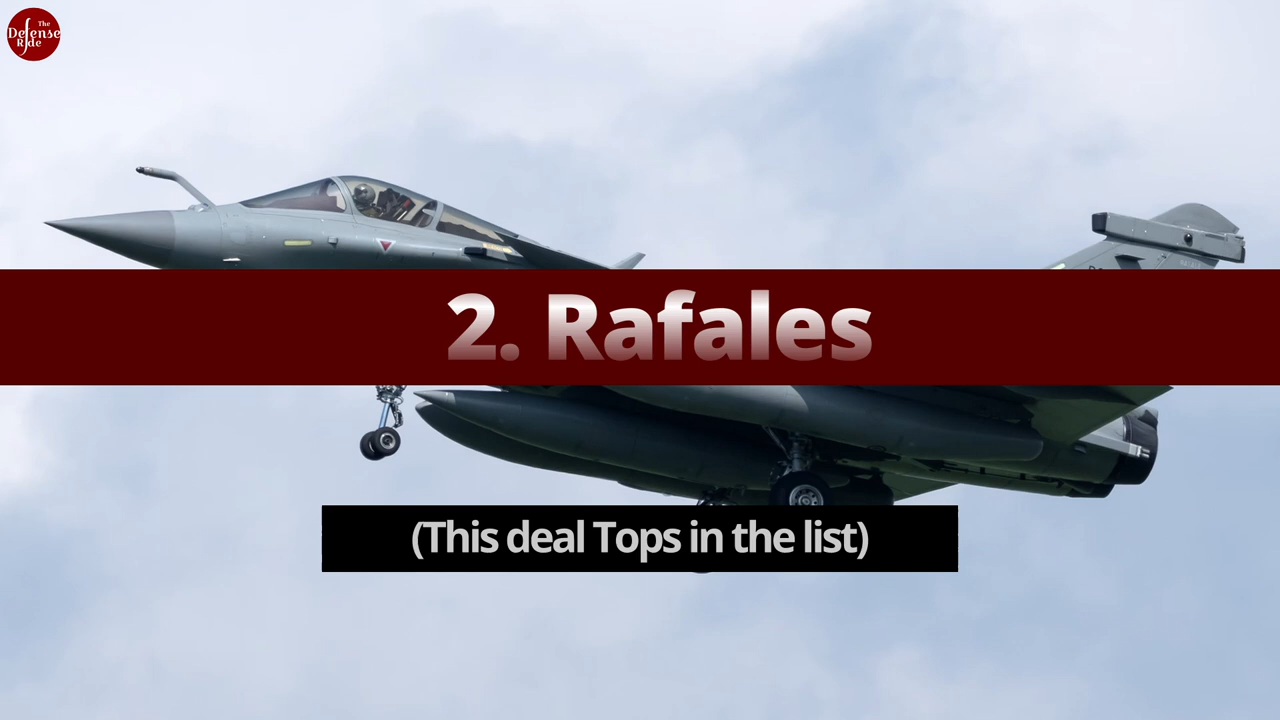 The
Defense
Ride
2. Rafales
(This deal Tops in the list)